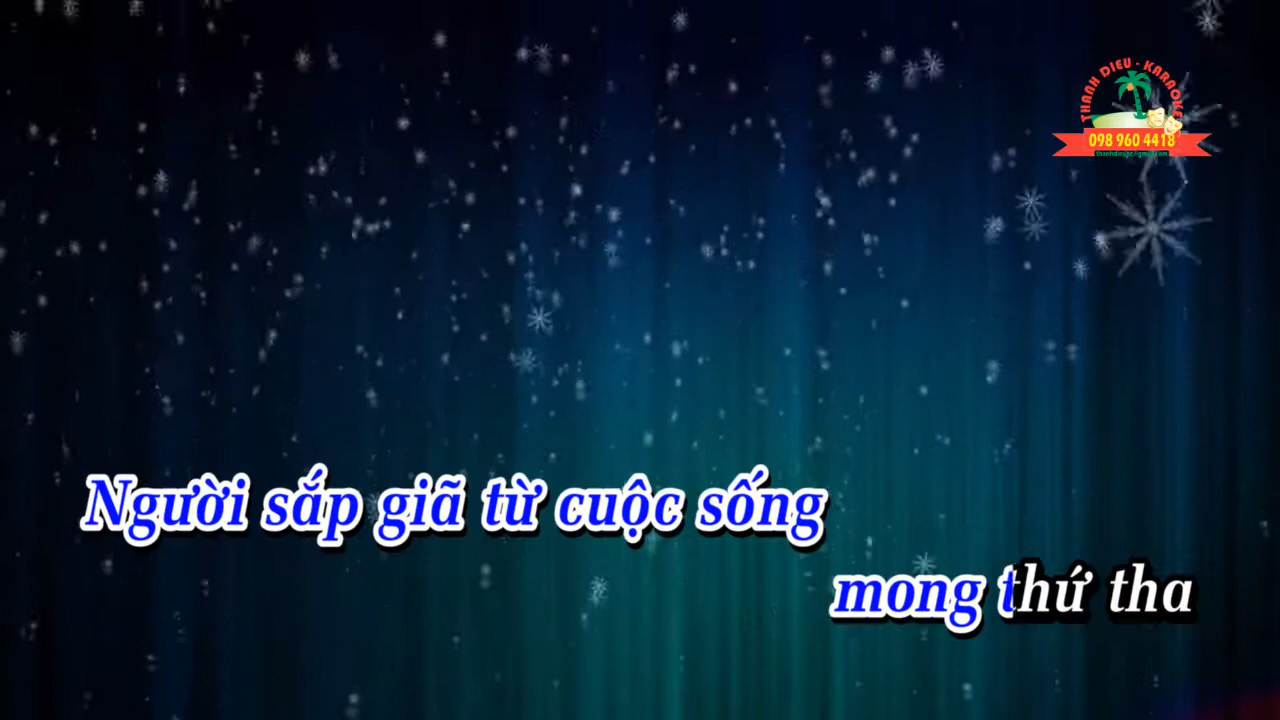 THANH DIEU - KARAOKE
098 960 4418
Người sắp giã từ cuộc sống
mong thứ tha